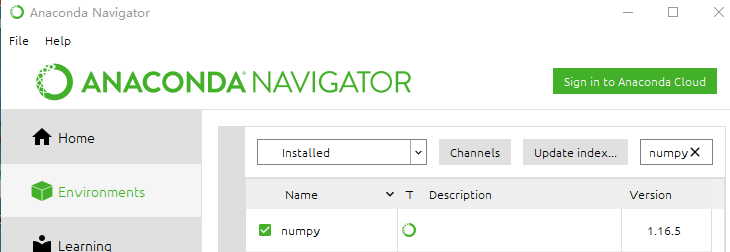 Anaconda Navigator
File Help
ANACONDA NAVIGATOR
Sign in to Anaconda Cloud
Home
Installed Channels Update index... numpy
Name T Description Version
Environments
numpy 1.16.5
Learning